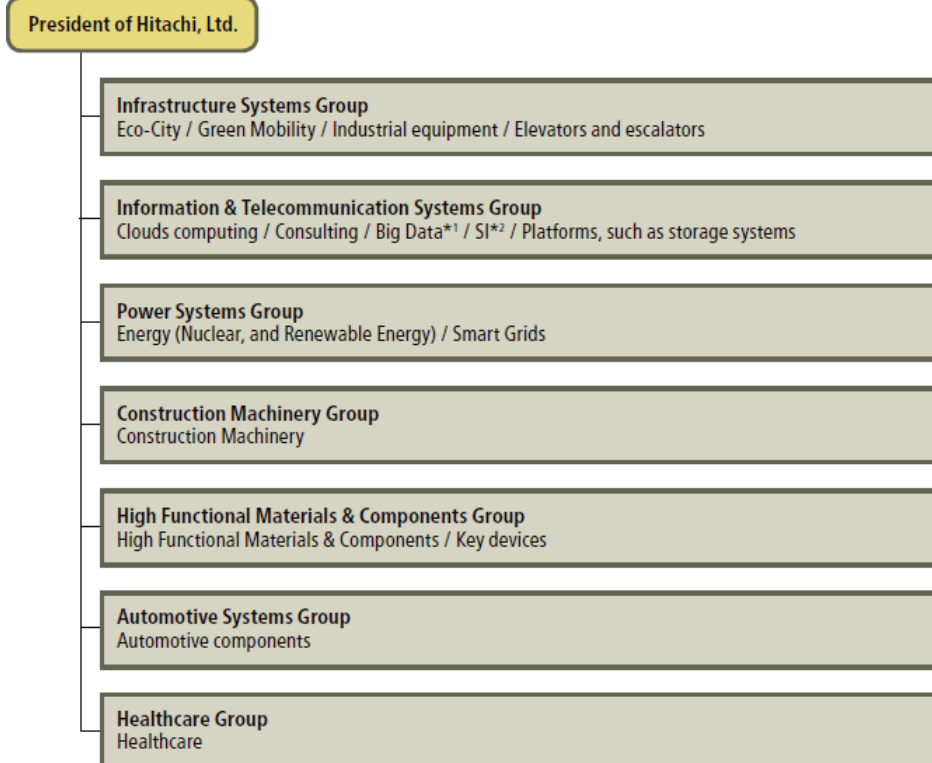 President of Hitachi, Ltd.
Infrastructure Systems Group
Eco-City / Green Mobility / Industrial equipment / Elevators and escalators
Information & Telecommunication Systems Group
Clouds computing / Consulting / Big Data*¹ / SI*² / Platforms, such as storage systems
Power Systems Group
Energy (Nuclear, and Renewable Energy) / Smart Grids
Construction Machinery Group
Construction Machinery
High Functional Materials & Components Group
High Functional Materials & Components / Key devices
Automotive Systems Group
Automotive components
Healthcare Group
Healthcare